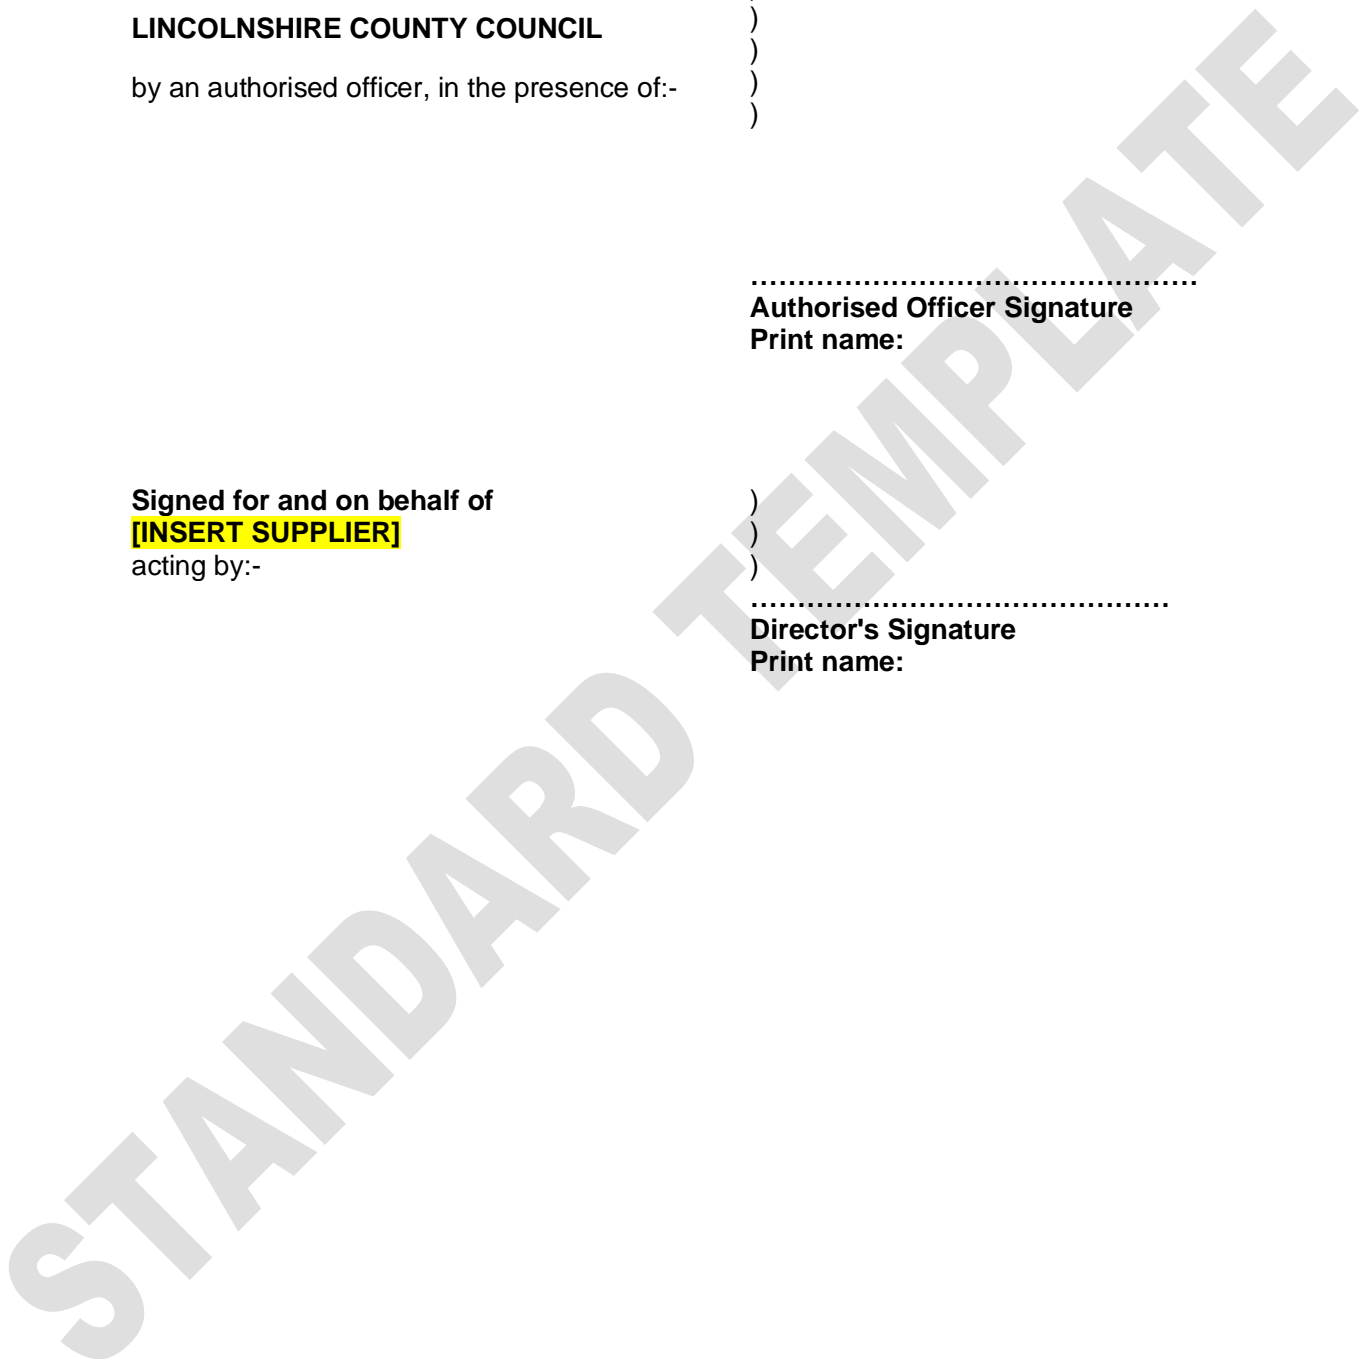 )
LINCOLNSHIRE COUNTY COUNCIL )
)
by an authorised officer, in the presence of:- )
)
……………………………………….
Authorised Officer Signature
Print name:
Signed for and on behalf of )
[INSERT SUPPLIER] )
acting by:- )
……………………………………
Director's Signature
Print name:
STANDARD TEMPLATE